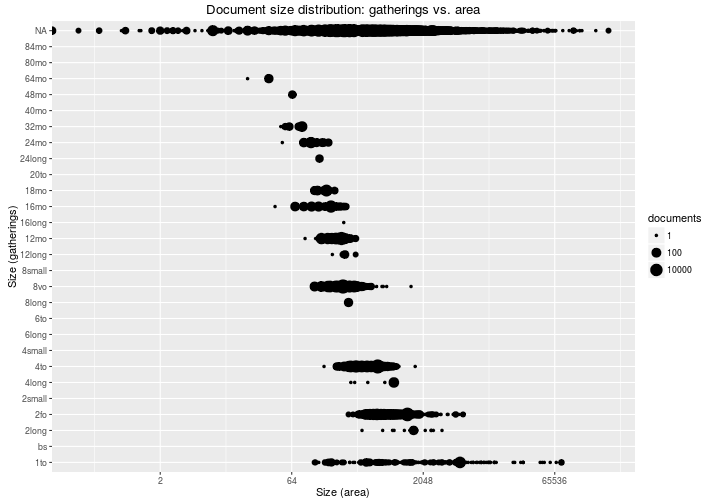 Document size distribution: gatherings vs. area
NA
84mo
80mo
64mo
48mo
40mo
32mo
24mo
24long
20to
18mo
16mo
16long
12mo
12long
8small
8vo
8long
6to
6long
4small
4to
4long
2small
2fo
2long
bs
1to
Size (gatherings)
2
64
2048
65536
Size (area)
documents
1
100
10000